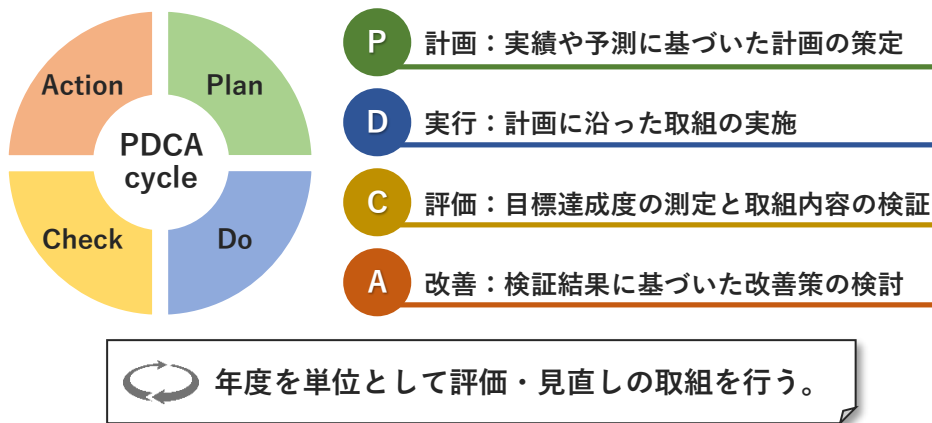 Action
Plan
PDCA
cycle
Check
Do
P 計画：実績や予測に基づいた計画の策定
D 実行：計画に沿った取組の実施
C 評価：目標達成度の測定と取組内容の検証
A 改善：検証結果に基づいた改善策の検討
年度を単位として評価・見直しの取組を行う。